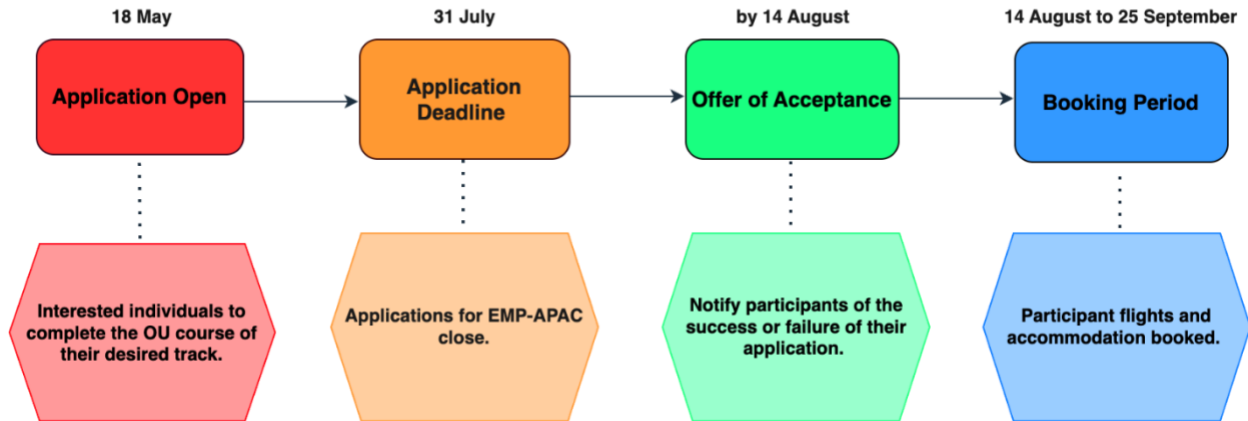 18 May
31 July
by 14 August
14 August to 25 September
Application Open
Application
Deadline
Offer of Acceptance
Booking Period
Interested individuals to
complete the OU course of
their desired track.
Applications for EMP-APAC
close.
Notify participants of the
success or failure of their
application.
Participant flights and
accommodation booked.